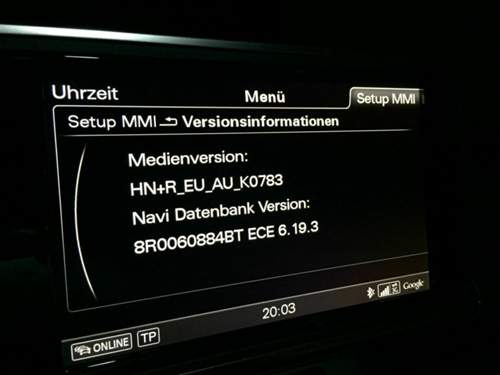 Uhrzeit Menü Setup MMI
Setup MMI Versionsinformationen
Medienversion:
HN+R_EU_AU_K0783
Navi Datenbank Version:
8R0060884BT ECE 6.19.3
20:03 Google
ONLINE TP